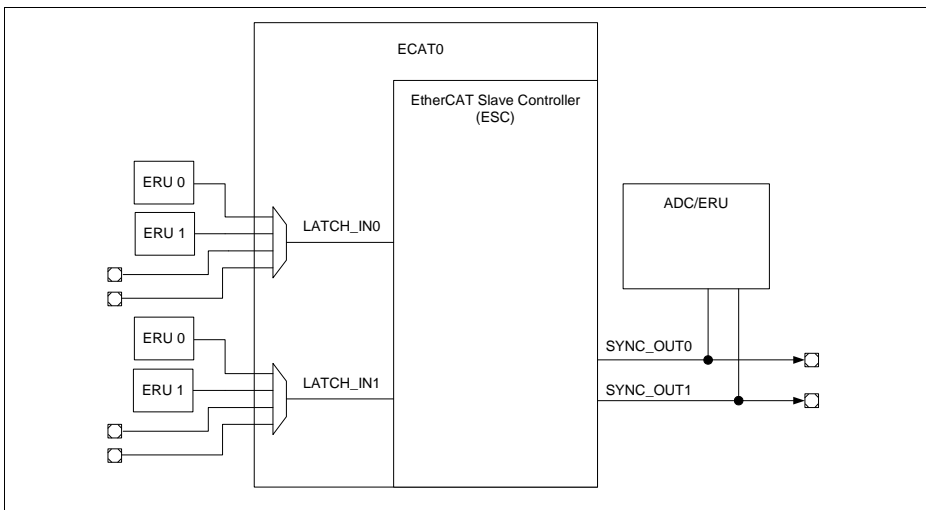 ECAT0
EtherCAT Slave Controller
(ESC)
ERU 0
ADC/ERU
ERU 1
LATCH_IN0
ERU 0
SYNC_OUT0
ERU 1
LATCH_IN1
SYNC_OUT1